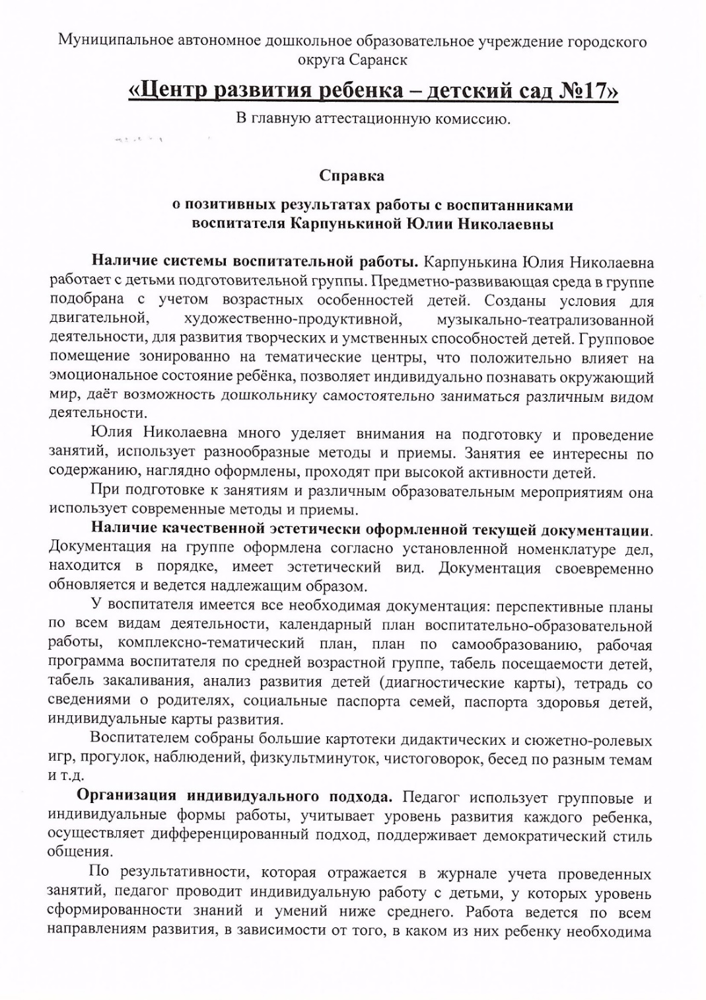 Муниципальное автономное дошкольное образовательное учреждение городского
округа Саранск
«Центр развития ребенка – детский сад №17»
В главную аттестационную комиссию.
Справка
о позитивных результатах работы с воспитанниками
воспитателя Карпунькиной Юлии Николаевны
Наличие системы воспитательной работы. Карпунькина Юлия Николаевна
работает с детьми подготовительной группы. Предметно-развивающая среда в группе
подобрана с учетом возрастных особенностей детей. Созданы условия для
двигательной, художественно-продуктивной, музыкально-театрализованной
деятельности, для развития творческих и умственных способностей детей. Групповое
помещение зонированно на тематические центры, что положительно влияет на
эмоциональное состояние ребёнка, позволяет индивидуально познавать окружающий
мир, даёт возможность дошкольнику самостоятельно заниматься различным видом
деятельности.
Юлия Николаевна много уделяет внимания на подготовку и проведение
занятий, использует разнообразные методы и приемы. Занятия ее интересны по
содержанию, наглядно оформлены, проходят при высокой активности детей.
При подготовке к занятиям и различным образовательным мероприятиям она
использует современные методы и приемы.
Наличие качественной эстетически оформленной текущей документации.
Документация на группе оформлена согласно установленной номенклатуре дел,
находится в порядке, имеет эстетический вид. Документация своевременно
обновляется и ведется надлежащим образом.
У воспитателя имеется все необходимая документация: перспективные планы
по всем видам деятельности, календарный план воспитательно-образовательной
работы, комплексно-тематический план, план по самообразованию, рабочая
программа воспитателя по средней возрастной группе, табель посещаемости детей,
табель закаливания, анализ развития детей (диагностические карты), тетрадь со
сведениями о родителях, социальные паспорта семей, паспорта здоровья детей,
индивидуальные карты развития.
Воспитателем собраны большие картотеки дидактических и сюжетно-ролевых
игр, прогулок, наблюдений, физкультминуток, чистоговорок, бесед по разным темам
и т.д.
Организация индивидуального подхода. Педагог использует групповые и
индивидуальные формы работы, учитывает уровень развития каждого ребенка,
осуществляет дифференцированный подход, поддерживает демократический стиль
общения.
По результативности, которая отражается в журнале учета проведенных
занятий, педагог проводит индивидуальную работу с детьми, у которых уровень
сформированности знаний и умений ниже среднего. Работа ведется по всем
направлениям развития, в зависимости от того, в каком из них ребенку необходима